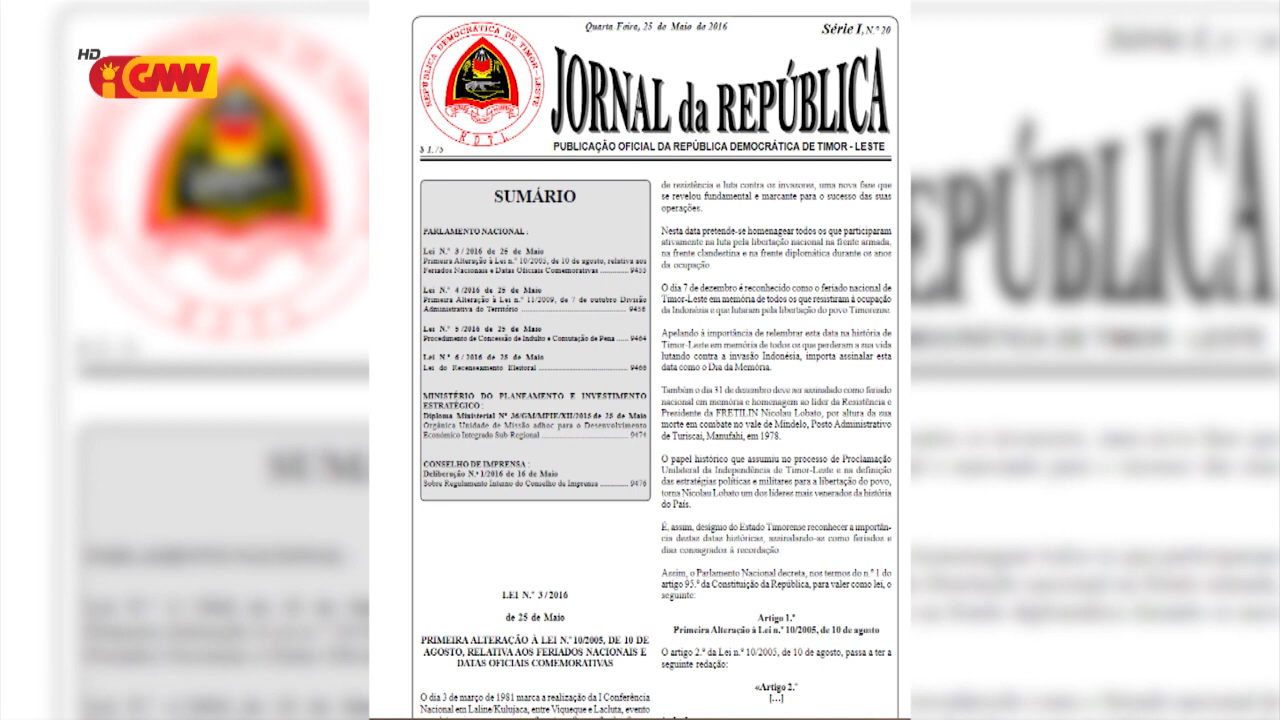 HD
GMN
Quarta Feira, 25 de Maio de 2016
Série I, N.° 20
REPÚBLICA DEMOCRÁTICA DE TIMOR-LESTE
R D T L
JORNAL da REPÚBLICA
$ 1.75
PUBLICAÇÃO OFICIAL DA REPÚBLICA DEMOCRÁTICA DE TIMOR - LESTE
SUMÁRIO
PARLAMENTO NACIONAL :
Lei N.° 3 / 2016 de 25 de Maio
Primeira Alteração à Lei n.° 10/2005, de 10 de agosto, relativa aos
Feriados Nacionais e Datas Oficiais Comemorativas .............. 9455
Lei N.° 4 /2016 de 25 de Maio
Primeira Alteração à Lei n.° 11/2009, de 7 de outubro Divisão
Administrativa do Território .......................................... 9456
Lei N.° 5 /2016 de 25 de Maio
Procedimento de Concessão de Indulto e Comutação de Pena ...... 9464
Lei N.° 6 / 2016 de 25 de Maio
Lei do Recenseamento Eleitoral ...................................... 9466
MINISTÉRIO DO PLANEAMENTO E INVESTIMENTO
ESTRATÉGICO :
Diploma Ministerial N° 36/GM/MPIE/XII/2015 de 25 de Maio
Orgânica Unidade de Missão adhoc para o Desenvolvimento
Económico Integrado Sub-Regional .............................. 9474
CONSELHO DE IMPRENSA :
Deliberação N.° 1/2016 de 16 de Maio
Sobre Regulamento Interno do Conselho de Imprensa ............ 9476
LEI N.° 3 / 2016
de 25 de Maio
PRIMEIRA ALTERAÇÃO À LEI N.° 10/2005, DE 10 DE
AGOSTO, RELATIVA AOS FERIADOS NACIONAIS E
DATAS OFICIAIS COMEMORATIVAS
O dia 3 de março de 1981 marca a realização da I Conferência
Nacional em Laline/Kulujaca, entre Viqueque e Lacluta, evento
de rezistência e luta contra os invasores, uma nova fase que
se revelou fundamental e marcante para o sucesso das suas
operações.
Nesta data pretende-se homenagear todos os que participaram
ativamente na luta pela libertação nacional na frente armada,
na frente clandestina e na frente diplomática durante os anos
da ocupação
O dia 7 de dezembro é reconhecido como o feriado nacional de
Timor-Leste em memória de todos os que resistiram à ocupação
da Indonésia e que lutaram pela libertação do povo Timorense.
Apelando à importância de relembrar esta data na história de
Timor-Leste em memória de todos os que perderam a sua vida
lutando contra a invasão Indonésia, importa assinalar esta
data como o Dia da Memória.
Também o dia 31 de dezembro deve ser assinalado como feriado
nacional em memória e homenagem ao líder da Resistência e
Presidente da FRETILIN Nicolau Lobato, por altura da sua
morte em combate no vale de Mindelo, Posto Administrativo
de Turiscai, Manufahi, em 1978.
O papel histórico que assumiu no processo de Proclamação
Unilateral da Independência de Timor-Leste e na definição
das estratégias políticas e militares para a libertação do povo,
torna Nicolau Lobato um dos líderes mais venerados da história
do País.
É, assim, desígnio do Estado Timorense reconhecer a importân-
cia destas datas históricas, assinalando-as como feriados e
dias consagrados à recordação
Assim, o Parlamento Nacional decreta, nos termos do n.° 1 do
artigo 95.° da Constituição da República, para valer como lei, o
seguinte:
Artigo 1.°
Primeira Alteração à Lei n.° 10/2005, de 10 de agosto
O artigo 2.° da Lei n.° 10/2005, de 10 de agosto, passa a ter a
seguinte redação:
«Artigo 2.°
[...]